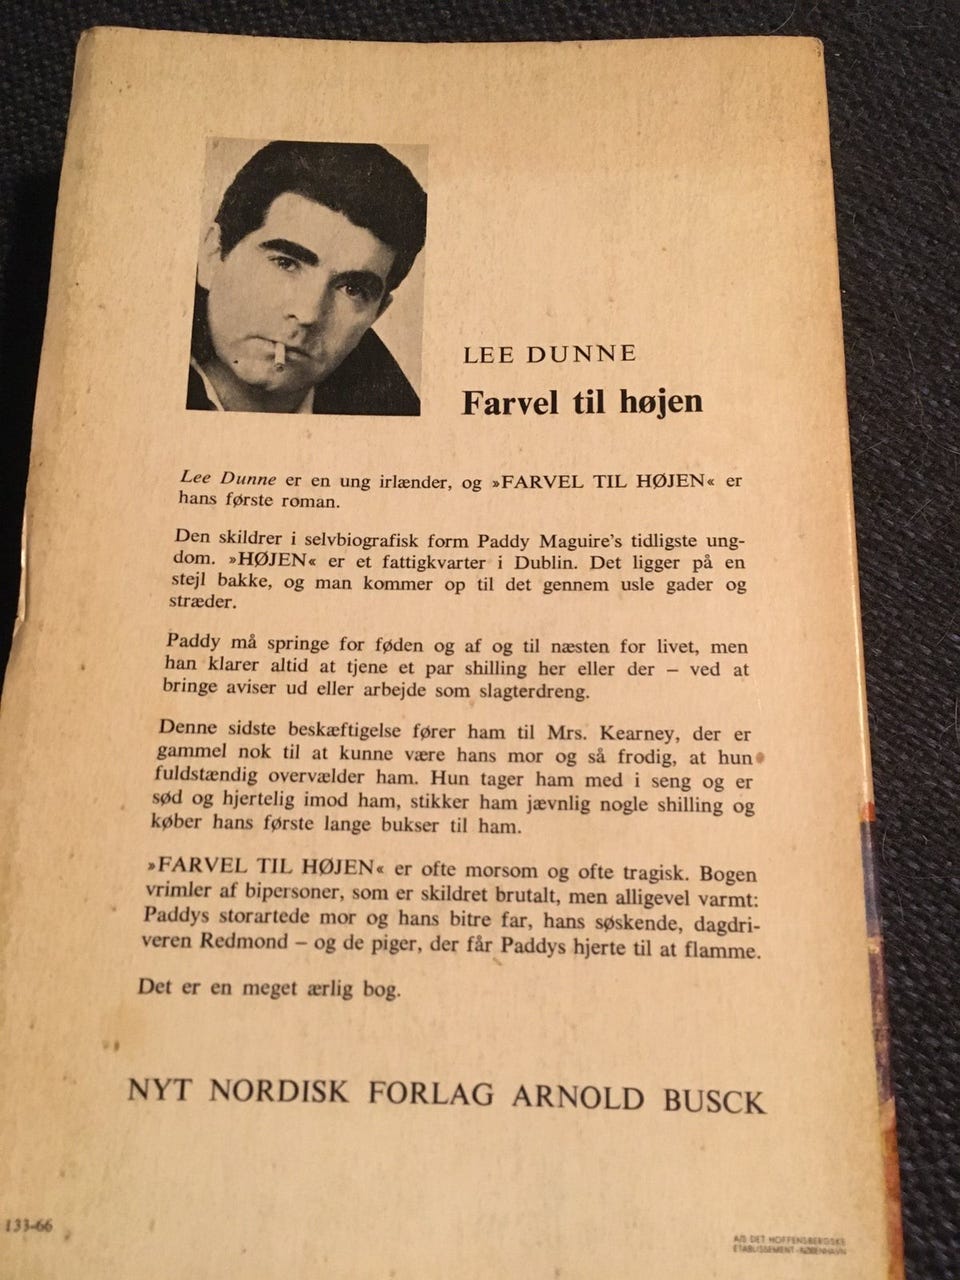 LEE DUNNE
Farvel til højen
Lee Dunne er en ung irlænder, og »FARVEL TIL HØJEN« er
hans første roman.
Den skildrer i selvbiografisk form Paddy Maguire's tidligste ung-
dom. »HØJEN« er et fattigkvarter i Dublin. Det ligger på en
stejl bakke, og man kommer op til det gennem usle gader og
stræder.
Paddy må springe for føden og af og til næsten for livet, men
han klarer altid at tjene et par shilling her eller der – ved at
bringe aviser ud eller arbejde som slagterdreng.
Denne sidste beskæftigelse fører ham til Mrs. Kearney, der er
gammel nok til at kunne være hans mor og så frodig, at hun
fuldstændig overvælder ham. Hun tager ham med i seng og er
sød og hjertelig imod ham, stikker ham jævnlig nogle shilling og
køber hans første lange bukser til ham.
»FARVEL TIL HØJEN« er ofte morsom og ofte tragisk. Bogen
vrimler af bipersoner, som er skildret brutalt, men alligevel varmt:
Paddys storartede mor og hans bitre far, hans søskende, dagdri-
veren Redmond – og de piger, der får Paddys hjerte til at flamme.
Det er en meget ærlig bog.
NYT NORDISK FORLAG ARNOLD BUSCK
133-66
A/S DET HOFFENSBERGSKE
ETABLISSEMENT - KØBENHAVN